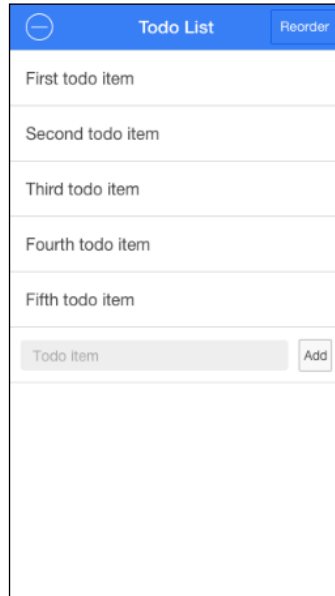 Todo List Reorder
First todo item
Second todo item
Third todo item
Fourth todo item
Fifth todo item
Todo item Add